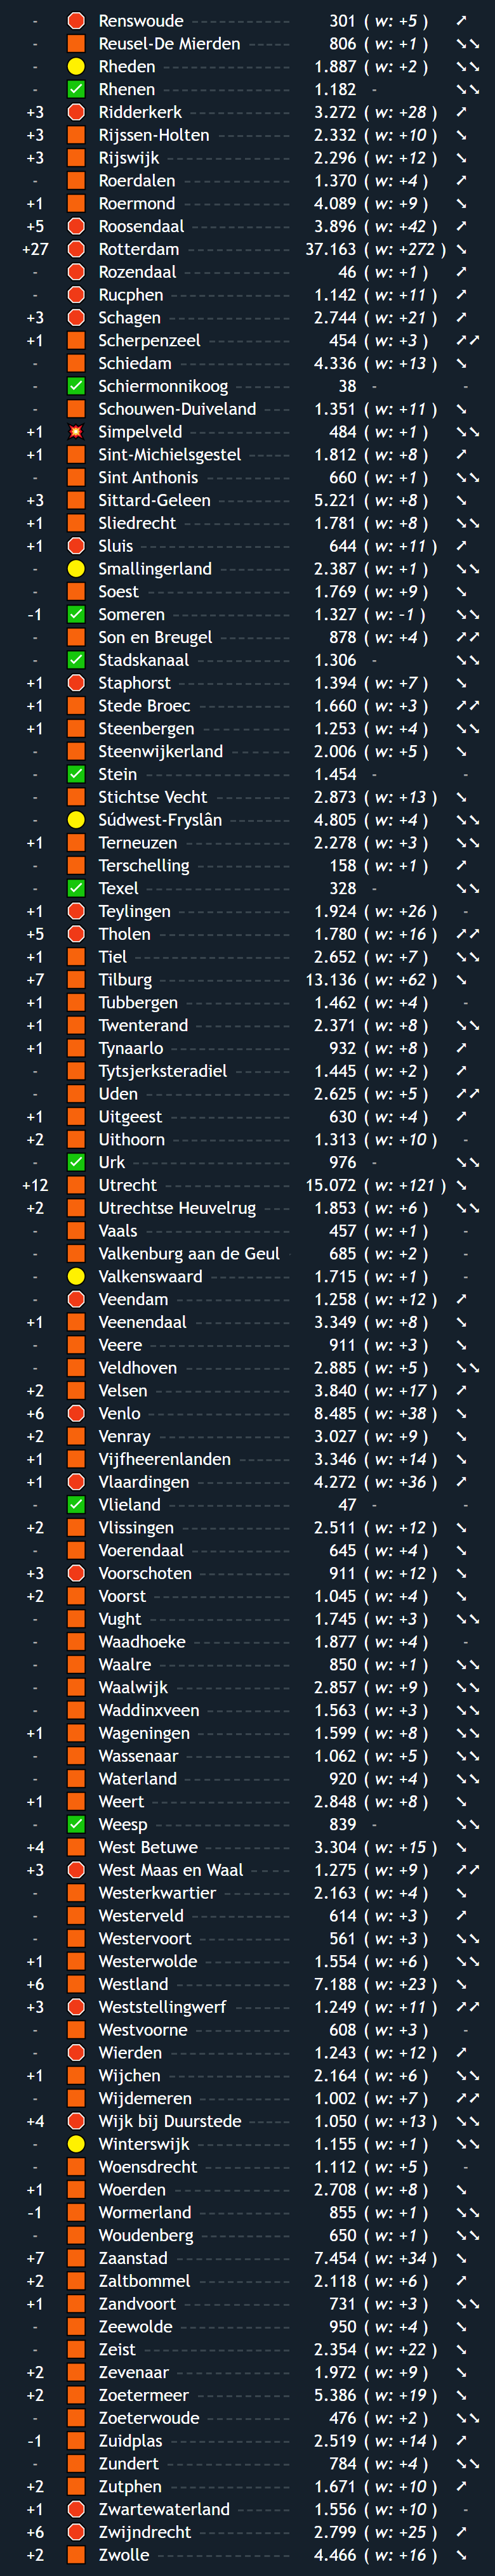 - Renswoude 301 ( w: +5 ) ➚
- Reusel-De Mierden 806 ( w: +1 ) ➘➘
- Rheden 1.887 ( w: +2 ) ➘➘
- Rhenen 1.182 - ➘➘
+3 Ridderkerk 3.272 ( w: +28 ) ➚
+3 Rijssen-Holten 2.332 ( w: +10 ) ➘
+3 Rijswijk 2.296 ( w: +12 ) ➘
- Roerdalen 1.370 ( w: +4 ) ➚
+1 Roermond 4.089 ( w: +9 ) ➘
+5 Roosendaal 3.896 ( w: +42 ) ➚
+27 Rotterdam 37.163 ( w: +272 ) ➘
- Rozendaal 46 ( w: +1 ) ➚
- Rucphen 1.142 ( w: +11 ) ➚
+3 Schagen 2.744 ( w: +21 ) ➚
+1 Scherpenzeel 454 ( w: +3 ) ➚➚
- Schiedam 4.336 ( w: +13 ) ➘
- Schiermonnikoog 38 - -
- Schouwen-Duiveland 1.351 ( w: +11 ) ➘
+1 Simpelveld 484 ( w: +1 ) ➘➘
+1 Sint-Michielsgestel 1.812 ( w: +8 ) ➚
- Sint Anthonis 660 ( w: +1 ) ➘➘
+3 Sittard-Geleen 5.221 ( w: +8 ) ➘
+1 Sliedrecht 1.781 ( w: +8 ) ➘➘
+1 Sluis 644 ( w: +11 ) ➚
- Smallingerland 2.387 ( w: +1 ) ➘➘
- Soest 1.769 ( w: +9 ) ➘
-1 Someren 1.327 ( w: -1 ) ➘➘
- Son en Breugel 878 ( w: +4 ) ➚➚
- Stadskanaal 1.306 - ➘➘
+1 Staphorst 1.394 ( w: +7 ) ➘
+1 Stede Broec 1.660 ( w: +3 ) ➚➚
+1 Steenbergen 1.253 ( w: +4 ) ➘➘
- Steenwijkerland 2.006 ( w: +5 ) ➘
- Stein 1.454 - -
- Stichtse Vecht 2.873 ( w: +13 ) ➘
- Súdwest-Fryslân 4.805 ( w: +4 ) ➘➘
+1 Terneuzen 2.278 ( w: +3 ) ➘➘
- Terschelling 158 ( w: +1 ) ➚
- Texel 328 - ➘➘
+1 Teylingen 1.924 ( w: +26 ) -
+5 Tholen 1.780 ( w: +16 ) ➚➚
+1 Tiel 2.652 ( w: +7 ) ➘➘
+7 Tilburg 13.136 ( w: +62 ) ➘
+1 Tubbergen 1.462 ( w: +4 ) -
+1 Twenterand 2.371 ( w: +8 ) ➘➘
+1 Tynaarlo 932 ( w: +8 ) ➚
- Tytsjerksteradiel 1.445 ( w: +2 ) ➚
- Uden 2.625 ( w: +5 ) ➚➚
+1 Uitgeest 630 ( w: +4 ) ➚
+2 Uithoorn 1.313 ( w: +10 ) -
- Urk 976 - ➘➘
+12 Utrecht 15.072 ( w: +121 ) ➘
+2 Utrechtse Heuvelrug 1.853 ( w: +6 ) ➘➘
- Vaals 457 ( w: +1 ) -
- Valkenburg aan de Geul 685 ( w: +2 ) -
- Valkenswaard 1.715 ( w: +1 ) -
- Veendam 1.258 ( w: +12 ) ➚
+1 Veenendaal 3.349 ( w: +8 ) ➘
- Veere 911 ( w: +3 ) ➘
- Veldhoven 2.885 ( w: +5 ) ➘➘
+2 Velsen 3.840 ( w: +17 ) ➚
+6 Venlo 8.485 ( w: +38 ) ➘
+2 Venray 3.027 ( w: +9 ) ➘
+1 Vijfheerenlanden 3.346 ( w: +14 ) ➘
+1 Vlaardingen 4.272 ( w: +36 ) ➚
- Vlieland 47 - -
+2 Vlissingen 2.511 ( w: +12 ) ➘
- Voerendaal 645 ( w: +4 ) ➘
+3 Voorschoten 911 ( w: +12 ) ➘
+2 Voorst 1.045 ( w: +4 ) ➘
- Vught 1.745 ( w: +3 ) ➘➘
- Waadhoeke 1.877 ( w: +4 ) -
- Waalre 850 ( w: +1 ) ➘➘
- Waalwijk 2.857 ( w: +9 ) ➘➘
- Waddinxveen 1.563 ( w: +3 ) ➘➘
+1 Wageningen 1.599 ( w: +8 ) ➘➘
- Wassenaar 1.062 ( w: +5 ) ➘➘
- Waterland 920 ( w: +4 ) ➘➘
+1 Weert 2.848 ( w: +8 ) ➘
- Weesp 839 - ➘➘
+4 West Betuwe 3.304 ( w: +15 ) ➘
+3 West Maas en Waal 1.275 ( w: +9 ) ➚➚
- Westerkwartier 2.163 ( w: +4 ) ➘
- Westerveld 614 ( w: +3 ) ➚
- Westervoort 561 ( w: +3 ) ➘➘
+1 Westerwolde 1.554 ( w: +6 ) ➘➘
+6 Westland 7.188 ( w: +23 ) ➘
+3 Weststellingwerf 1.249 ( w: +11 ) ➚➚
- Westvoorne 608 ( w: +3 ) -
- Wierden 1.243 ( w: +12 ) ➚
+1 Wijchen 2.164 ( w: +6 ) ➘➘
- Wijdemeren 1.002 ( w: +7 ) ➚➚
+4 Wijk bij Duurstede 1.050 ( w: +13 ) ➘➘
- Winterswijk 1.155 ( w: +1 ) ➘➘
- Woensdrecht 1.112 ( w: +5 ) -
+1 Woerden 2.708 ( w: +8 ) ➘
-1 Wormerland 855 ( w: +1 ) ➘➘
- Woudenberg 650 ( w: +1 ) ➘➘
+7 Zaanstad 7.454 ( w: +34 ) ➘
+2 Zaltbommel 2.118 ( w: +6 ) ➚
+1 Zandvoort 731 ( w: +3 ) ➘➘
- Zeewolde 950 ( w: +4 ) ➘
- Zeist 2.354 ( w: +22 ) ➘
+2 Zevenaar 1.972 ( w: +9 ) ➘
+2 Zoetermeer 5.386 ( w: +19 ) ➘
- Zoeterwoude 476 ( w: +2 ) ➘➘
-1 Zuidplas 2.519 ( w: +14 ) ➚
- Zundert 784 ( w: +4 ) ➘➘
+2 Zutphen 1.671 ( w: +10 ) ➚
+1 Zwartewaterland 1.556 ( w: +10 ) -
+6 Zwijndrecht 2.799 ( w: +25 ) ➚
+2 Zwolle 4.466 ( w: +16 ) ➘